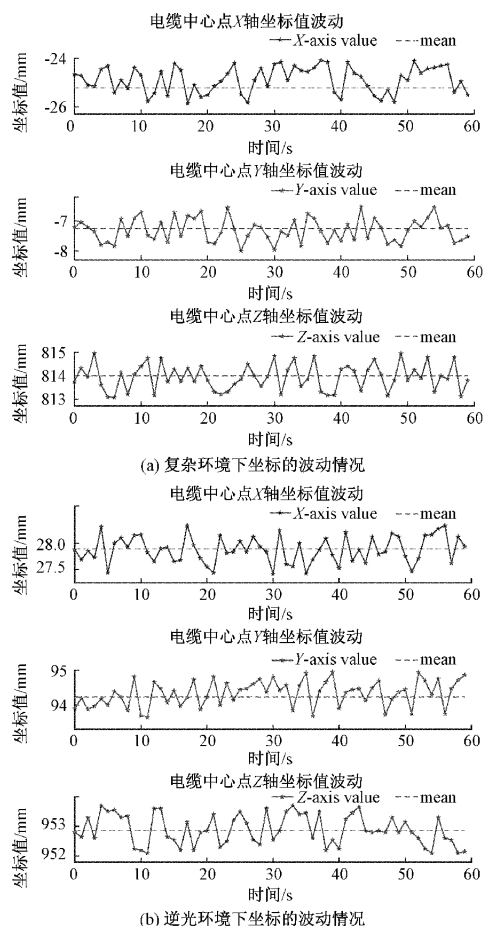 电缆中心点X轴坐标值波动
X-axis value mean
坐标值/mm
-24
-26
0 10 20 30 40 50 60
时间/s
电缆中心点Y轴坐标值波动
Y-axis value mean
坐标值/mm
-7
-8
0 10 20 30 40 50 60
时间/s
电缆中心点Z轴坐标值波动
Z-axis value mean
坐标值/mm
815
814
813
0 10 20 30 40 50 60
时间/s
(a) 复杂环境下坐标的波动情况
电缆中心点X轴坐标值波动
X-axis value mean
坐标值/mm
28.0
27.5
0 10 20 30 40 50 60
时间/s
电缆中心点Y轴坐标值波动
Y-axis value mean
坐标值/mm
95
94
0 10 20 30 40 50 60
时间/s
电缆中心点Z轴坐标值波动
Z-axis value mean
坐标值/mm
953
952
0 10 20 30 40 50 60
时间/s
(b) 逆光环境下坐标的波动情况